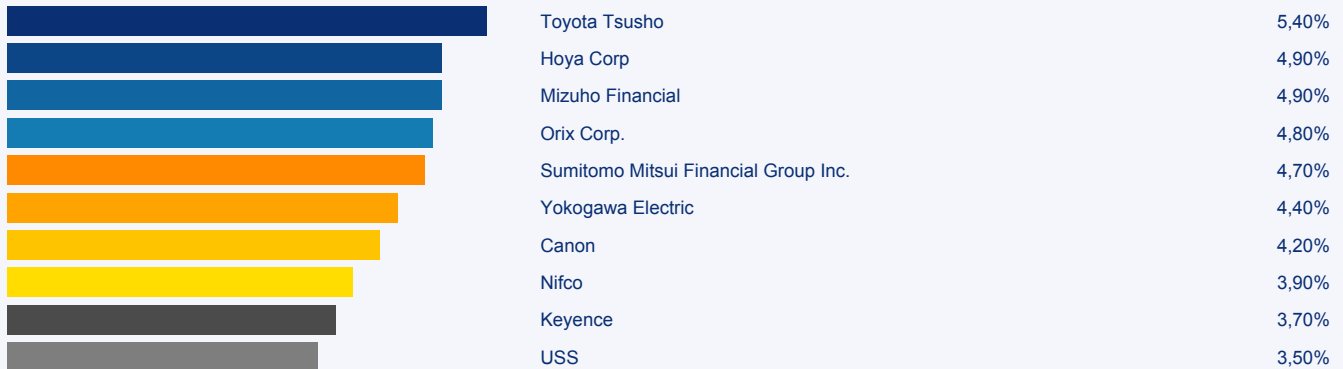 Toyota Tsusho 5,40%
Hoya Corp 4,90%
Mizuho Financial 4,90%
Orix Corp. 4,80%
Sumitomo Mitsui Financial Group Inc. 4,70%
Yokogawa Electric 4,40%
Canon 4,20%
Nifco 3,90%
Keyence 3,70%
USS 3,50%